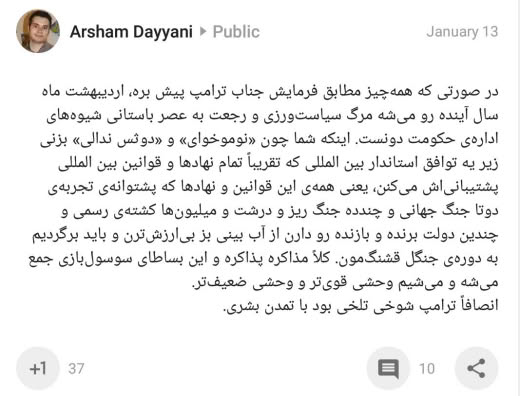 Arsham Dayyani ▸ Public
January 13
در صورتی که همه‌چیز مطابق فرمایش جناب ترامپ پیش بره، اردیبهشت ماه
سال آینده رو می‌شه مرگ سیاست‌ورزی و رجعت به عصر باستانی شیوه‌های
اداره‌ی حکومت دونست. اینکه شما چون «نوموخوای» و «دوئس ندالی» بزنی
زیر یه توافق استاندار بین المللی که تقریباً تمام نهادها و قوانین بین المللی
پشتیبانی‌اش می‌کنن، یعنی همه‌ی این قوانین و نهادها که پشتوانه‌ی تجربه‌ی
دوتا جنگ جهانی و چندده جنگ ریز و درشت و میلیون‌ها کشته‌ی رسمی و
چندین دولت برنده و بازنده رو دارن از آب بینی بز بی‌ارزش‌ترن و باید برگردیم
به دوره‌ی جنگل قشنگ‌مون. کلاً مذاکره پذاکره و این بساطای سوسول‌بازی جمع
می‌شه و می‌شیم وحشی قوی‌تر و وحشی ضعیف‌تر.
انصافاً ترامپ شوخی تلخی بود با تمدن بشری.
+1 37
10